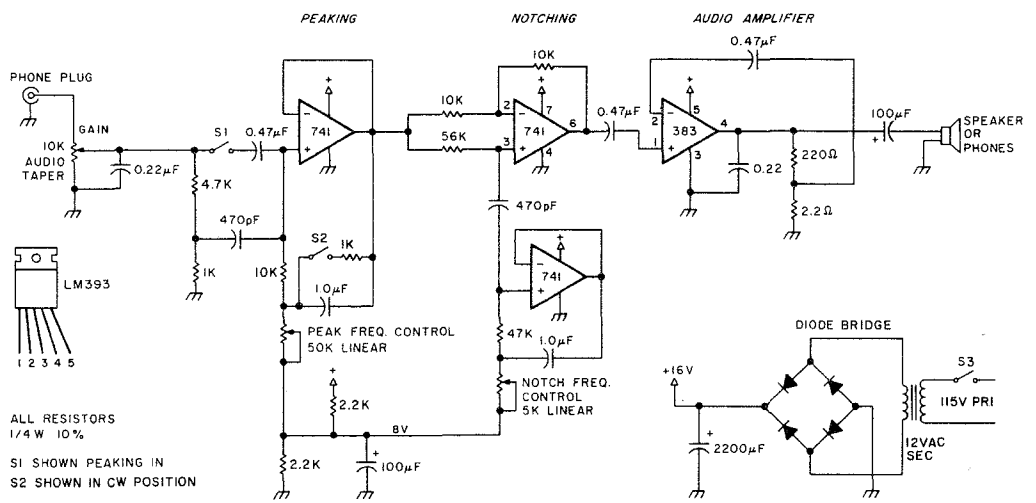 PEAKING
NOTCHING
AUDIO AMPLIFIER
PHONE PLUG
GAIN
10K
AUDIO
TAPER
0.22µF
S1
0.47µF
4.7K
470pF
1K
10K
S2
1K
1.0µF
+
−
+
741
PEAK FREQ. CONTROL
50K LINEAR
+
2.2K
2.2K
8V
+
100µF
10K
10K
56K
+
2
−
3
+
741
7
6
4
470pF
+
−
+
741
47K
1.0µF
NOTCH FREQ.
CONTROL
5K LINEAR
0.47µF
0.47µF
+
2
−
1
+
383
5
4
3
0.22
220Ω
2.2Ω
100µF
+
SPEAKER
OR
PHONES
LM393
1 2 3 4 5
ALL RESISTORS
1/4 W 10%
S1 SHOWN PEAKING IN
S2 SHOWN IN CW POSITION
DIODE BRIDGE
+16V
+
2200µF
12VAC
SEC
S3
115V PRI